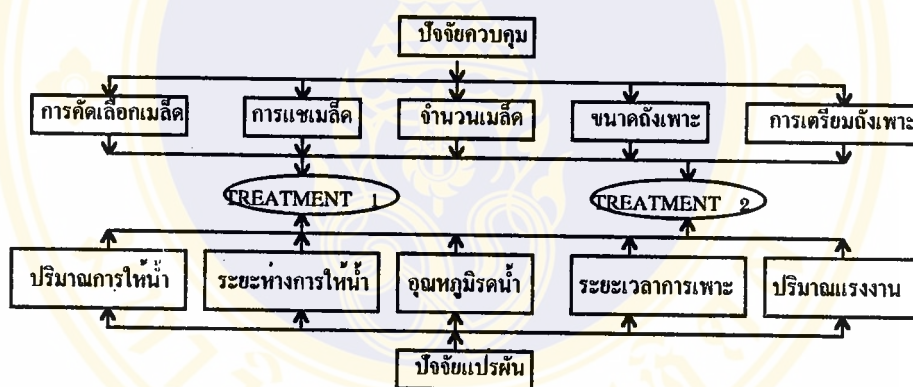 ปัจจัยควบคุม
การคัดเลือกเมล็ด การแช่เมล็ด จำนวนเมล็ด ขนาดถังเพาะ การเตรียมถังเพาะ
TREATMENT 1 TREATMENT 2
ปริมาณการให้น้ำ ระยะห่างการให้น้ำ อุณหภูมิรดน้ำ ระยะเวลาการเพาะ ปริมาณแรงงาน
ปัจจัยแปรผัน